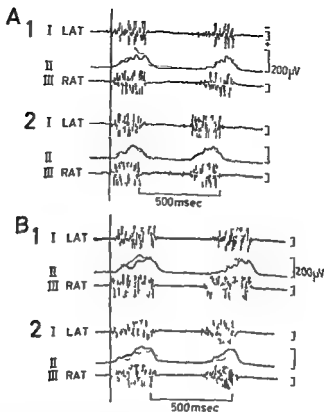 A
1 I LAT
II
III RAT
200µV
2 I LAT
II
III RAT
500msec
B
1 I LAT
II
III RAT
200µV
2 I LAT
II
III RAT
500msec